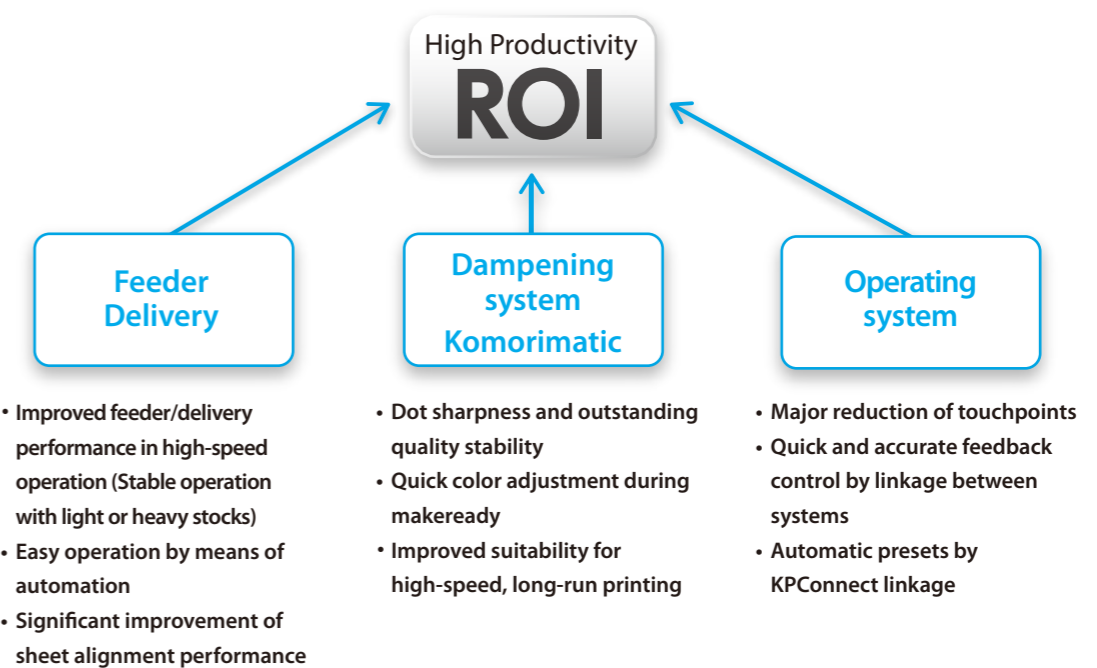 High Productivity
ROI
Feeder
Delivery
• Improved feeder/delivery
performance in high-speed
operation (Stable operation
with light or heavy stocks)
• Easy operation by means of
automation
• Significant improvement of
sheet alignment performance
Dampening
system
Komorimatic
• Dot sharpness and outstanding
quality stability
• Quick color adjustment during
makeready
• Improved suitability for
high-speed, long-run printing
Operating
system
• Major reduction of touchpoints
• Quick and accurate feedback
control by linkage between
systems
• Automatic presets by
KPConnect linkage